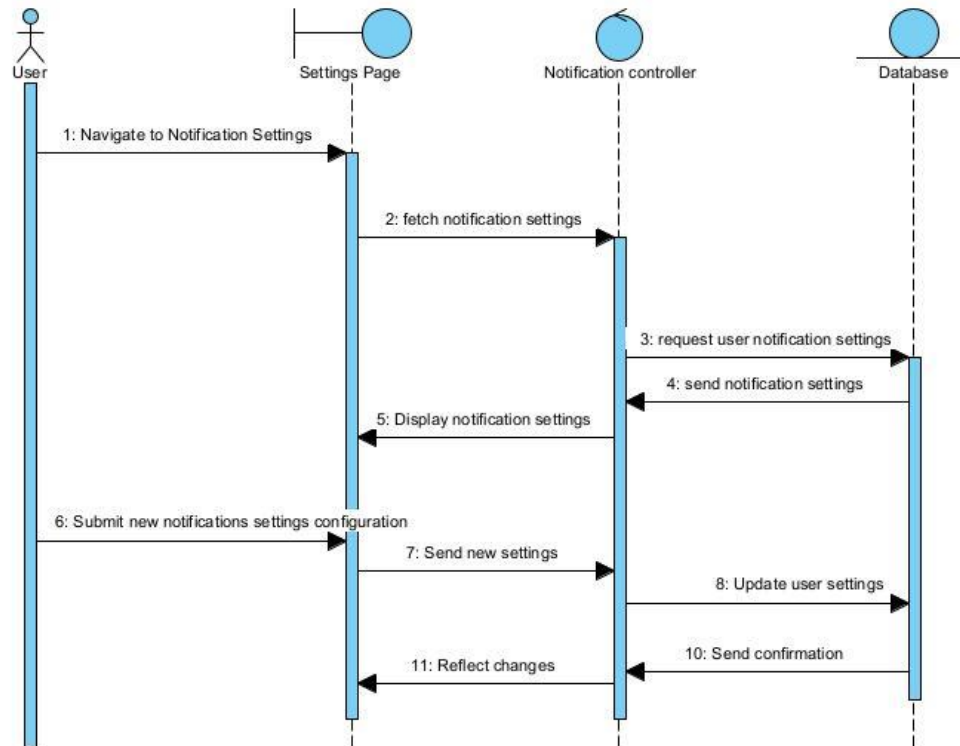 User
Settings Page
Notification controller
Database
1: Navigate to Notification Settings
2: fetch notification settings
3: request user notification settings
4: send notification settings
5: Display notification settings
6: Submit new notifications settings configuration
7: Send new settings
8: Update user settings
10: Send confirmation
11: Reflect changes